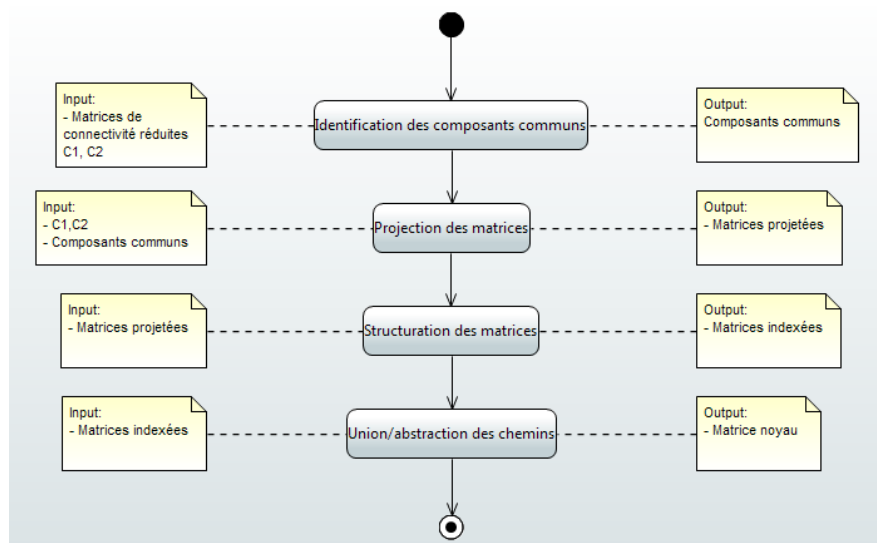 Input:
- Matrices de
connectivité réduites
C1, C2
Identification des composants communs
Output:
Composants communs
Input:
- C1,C2
- Composants communs
Projection des matrices
Output:
- Matrices projetées
Input:
- Matrices projetées
Structuration des matrices
Output:
- Matrices indexées
Input:
- Matrices indexées
Union/abstraction des chemins
Output:
- Matrice noyau